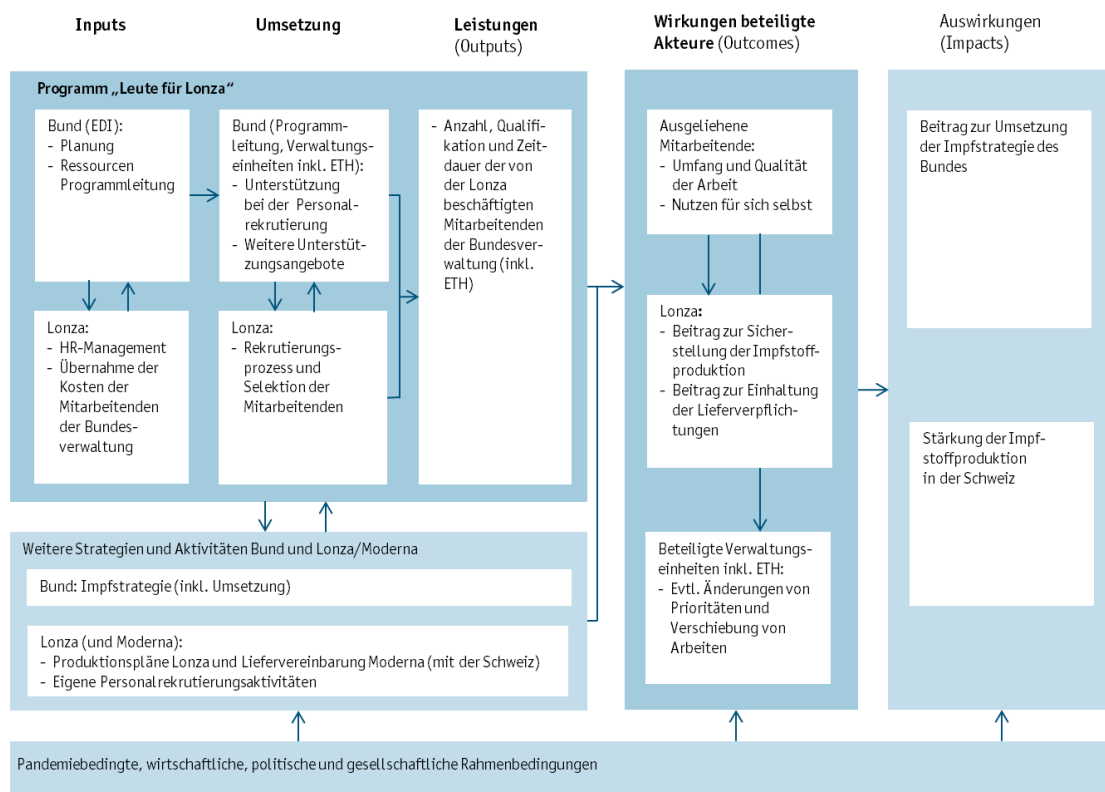 Inputs
Umsetzung
Leistungen
(Outputs)
Wirkungen beteiligte
Akteure (Outcomes)
Auswirkungen
(Impacts)
Programm „Leute für Lonza“
Bund (EDI):
- Planung
- Ressourcen
Programmleitung
Bund (Programm-
leitung, Verwaltungs-
einheiten inkl. ETH):
- Unterstützung
bei der Personal-
rekrutierung
- Weitere Unterstüt-
zungsangebote
- Anzahl, Qualifi-
kation und Zeit-
dauer der von
der Lonza
beschäftigten
Mitarbeitenden
der Bundesver-
waltung (inkl.
ETH)
Lonza:
- HR-Management
- Übernahme der
Kosten der
Mitarbeitenden
der Bundes-
verwaltung
Lonza:
- Rekrutierungs-
prozess und
Selektion der
Mitarbeitenden
Weitere Strategien und Aktivitäten Bund und Lonza/Moderna
Bund: Impfstrategie (inkl. Umsetzung)
Lonza (und Moderna):
- Produktionspläne Lonza und Liefervereinbarung Moderna (mit der Schweiz)
- Eigene Personalrekrutierungsaktivitäten
Ausgeliehene
Mitarbeitende:
- Umfang und Qualität
der Arbeit
- Nutzen für sich selbst
Lonza:
- Beitrag zur Sicher-
stellung der Impfstoff-
produktion
- Beitrag zur Einhaltung
der Lieferverpflich-
tungen
Beteiligte Verwaltungs-
einheiten inkl. ETH:
- Evtl. Änderungen von
Prioritäten und
Verschiebung von
Arbeiten
Beitrag zur Umsetzung
der Impfstrategie des
Bundes
Stärkung der Impf-
stoffproduktion
in der Schweiz
Pandemiebedingte, wirtschaftliche, politische und gesellschaftliche Rahmenbedingungen